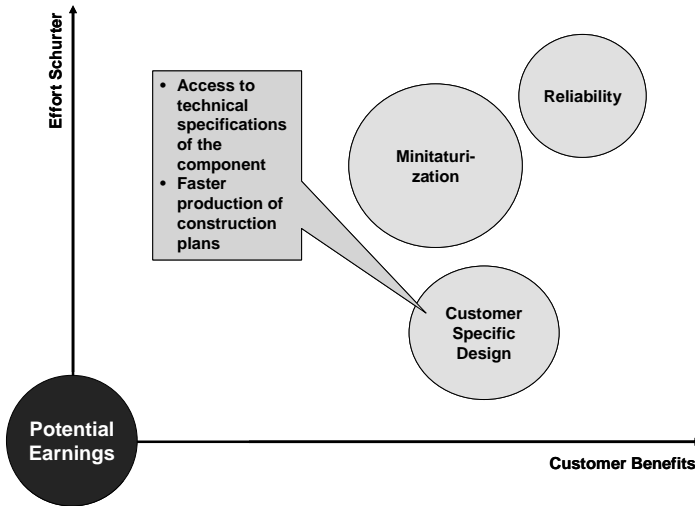 Effort Schurter
• Access to
technical
specifications
of the
component
• Faster
production of
construction
plans
Reliability
Minitaturi-
zation
Customer
Specific
Design
Potential
Earnings
Customer Benefits